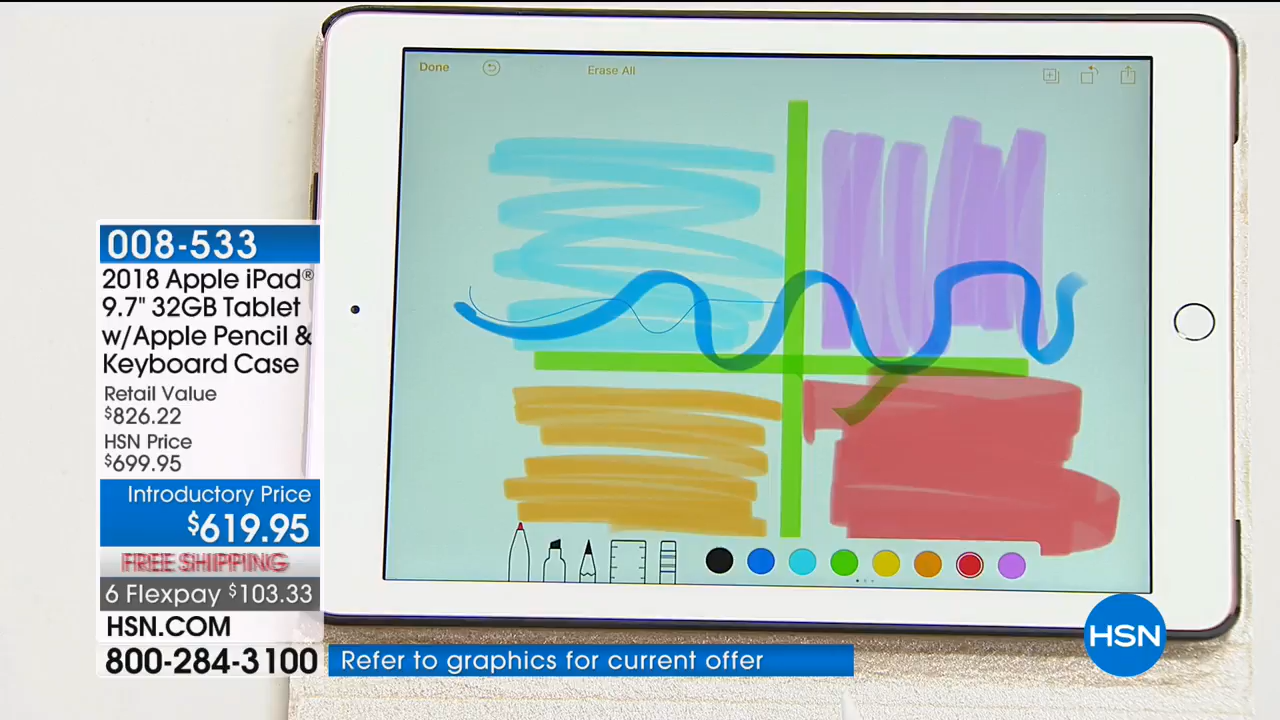 Done
Erase All
008-533
2018 Apple iPad®
9.7" 32GB Tablet
w/Apple Pencil &
Keyboard Case
Retail Value
$826.22
HSN Price
$699.95
Introductory Price
$619.95
FREE SHIPPING
6 Flexpay $103.33
HSN.COM
800-284-3100
Refer to graphics for current offer
HSN